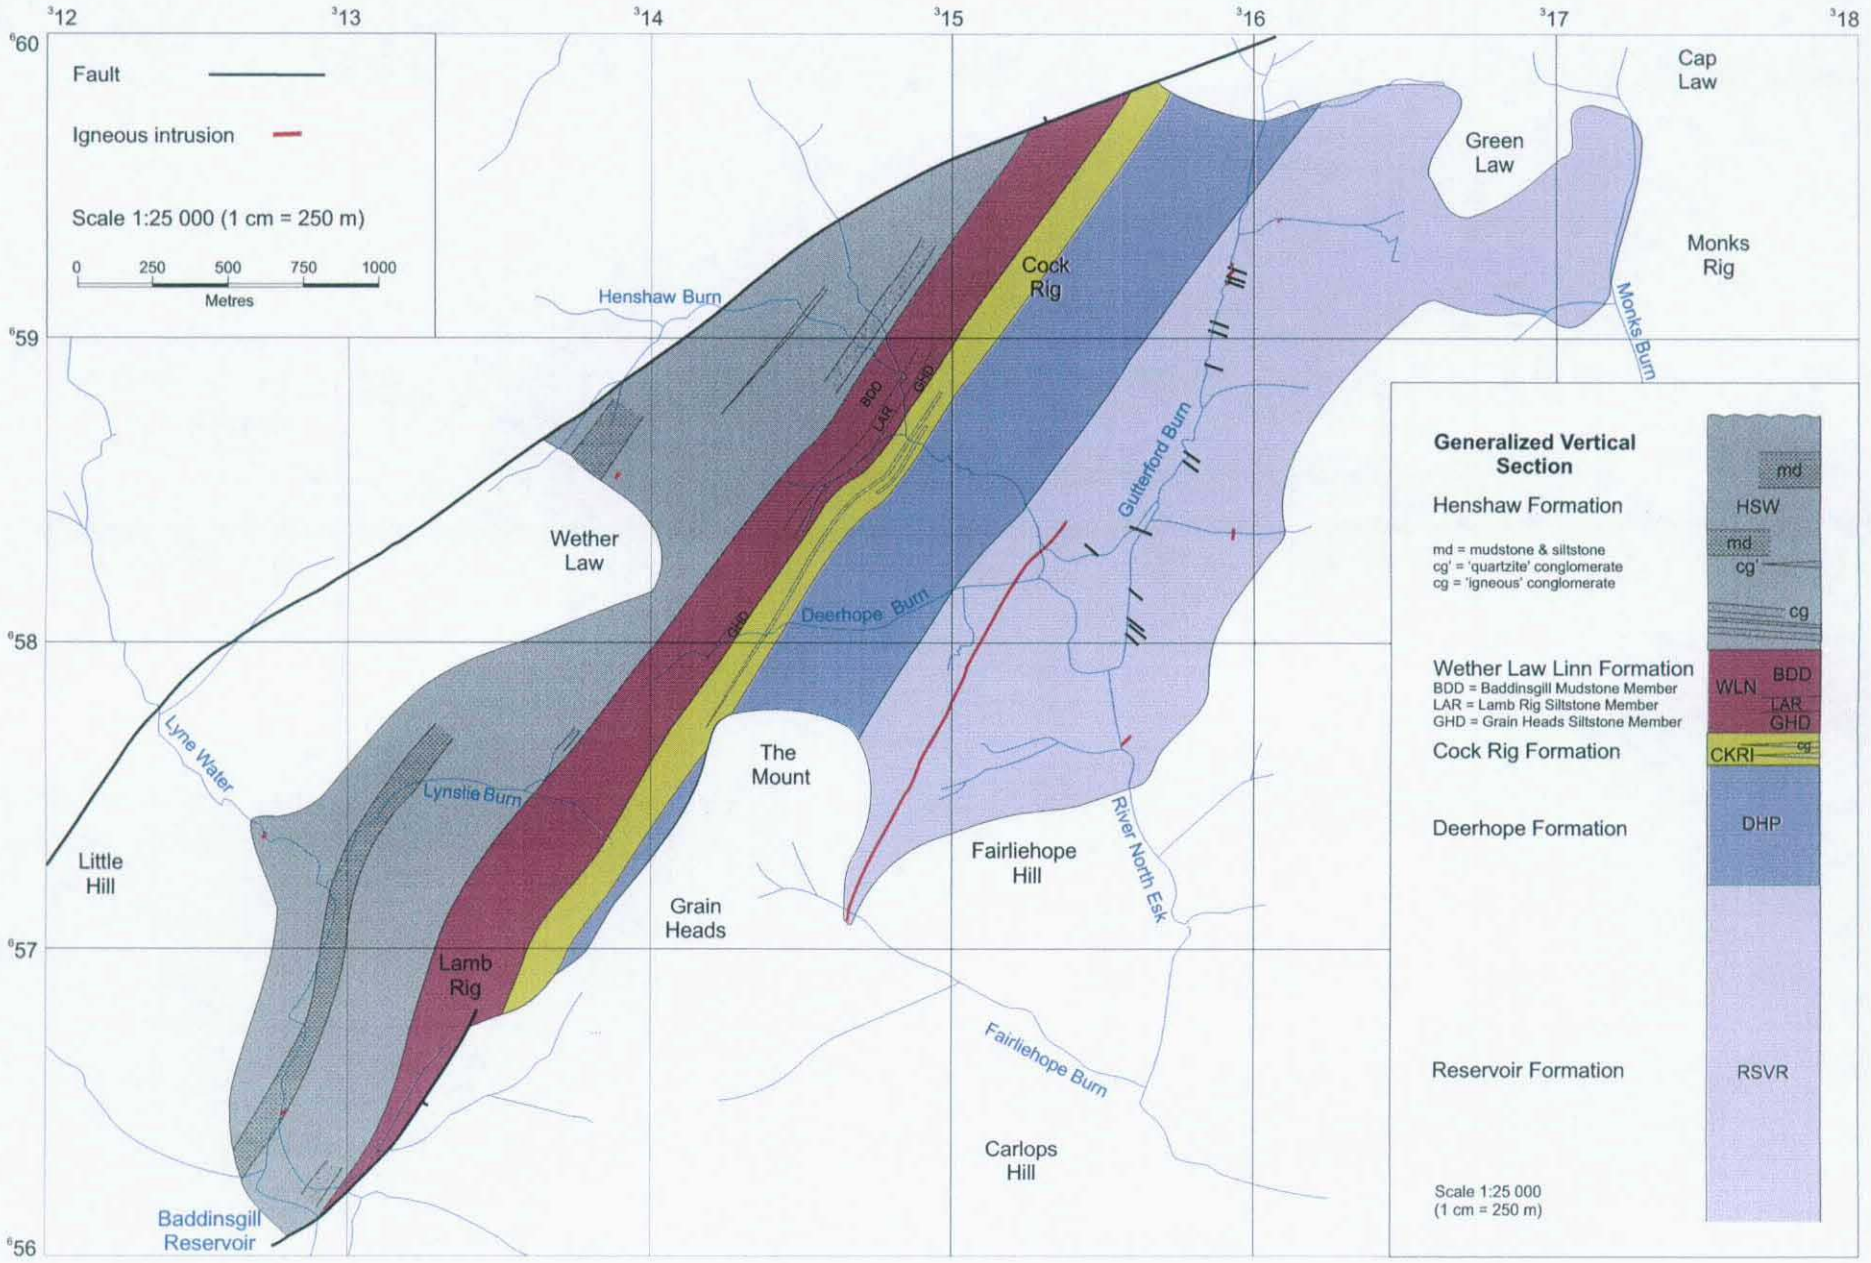 ³12 ³13 ³14 ³15 ³16 ³17 ³18
⁶60
Fault
Igneous intrusion
Scale 1:25 000 (1 cm = 250 m)
0 250 500 750 1000
Metres
Cap
Law
Green
Law
Monks
Rig
Cock
Rig
Henshaw Burn
Monks Burn
⁶59
BDD
LAR
GHD
Gutterford Burn
Wether
Law
Deerhope Burn
GHD
⁶58
Lyne Water
The
Mount
Lynslie Burn
River North Esk
Little
Hill
Fairliehope
Hill
Grain
Heads
⁶57
Lamb
Rig
Fairliehope Burn
Carlops
Hill
Baddinsgill
Reservoir
⁶56
Generalized Vertical
Section
Henshaw Formation
md = mudstone & siltstone
cg' = 'quartzite' conglomerate
cg = 'igneous' conglomerate
Wether Law Linn Formation
BDD = Baddinsgill Mudstone Member
LAR = Lamb Rig Siltstone Member
GHD = Grain Heads Siltstone Member
Cock Rig Formation
Deerhope Formation
Reservoir Formation
Scale 1:25 000
(1 cm = 250 m)
md
HSW
md
cg'
cg
WLN BDD
LAR
GHD
cg
CKRI
DHP
RSVR